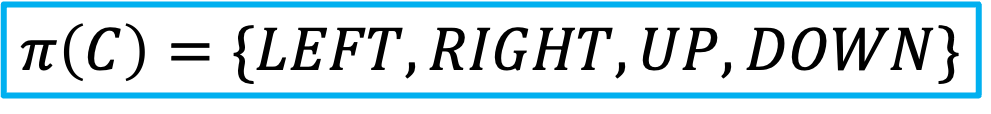 π(C) = {LEFT, RIGHT, UP, DOWN}